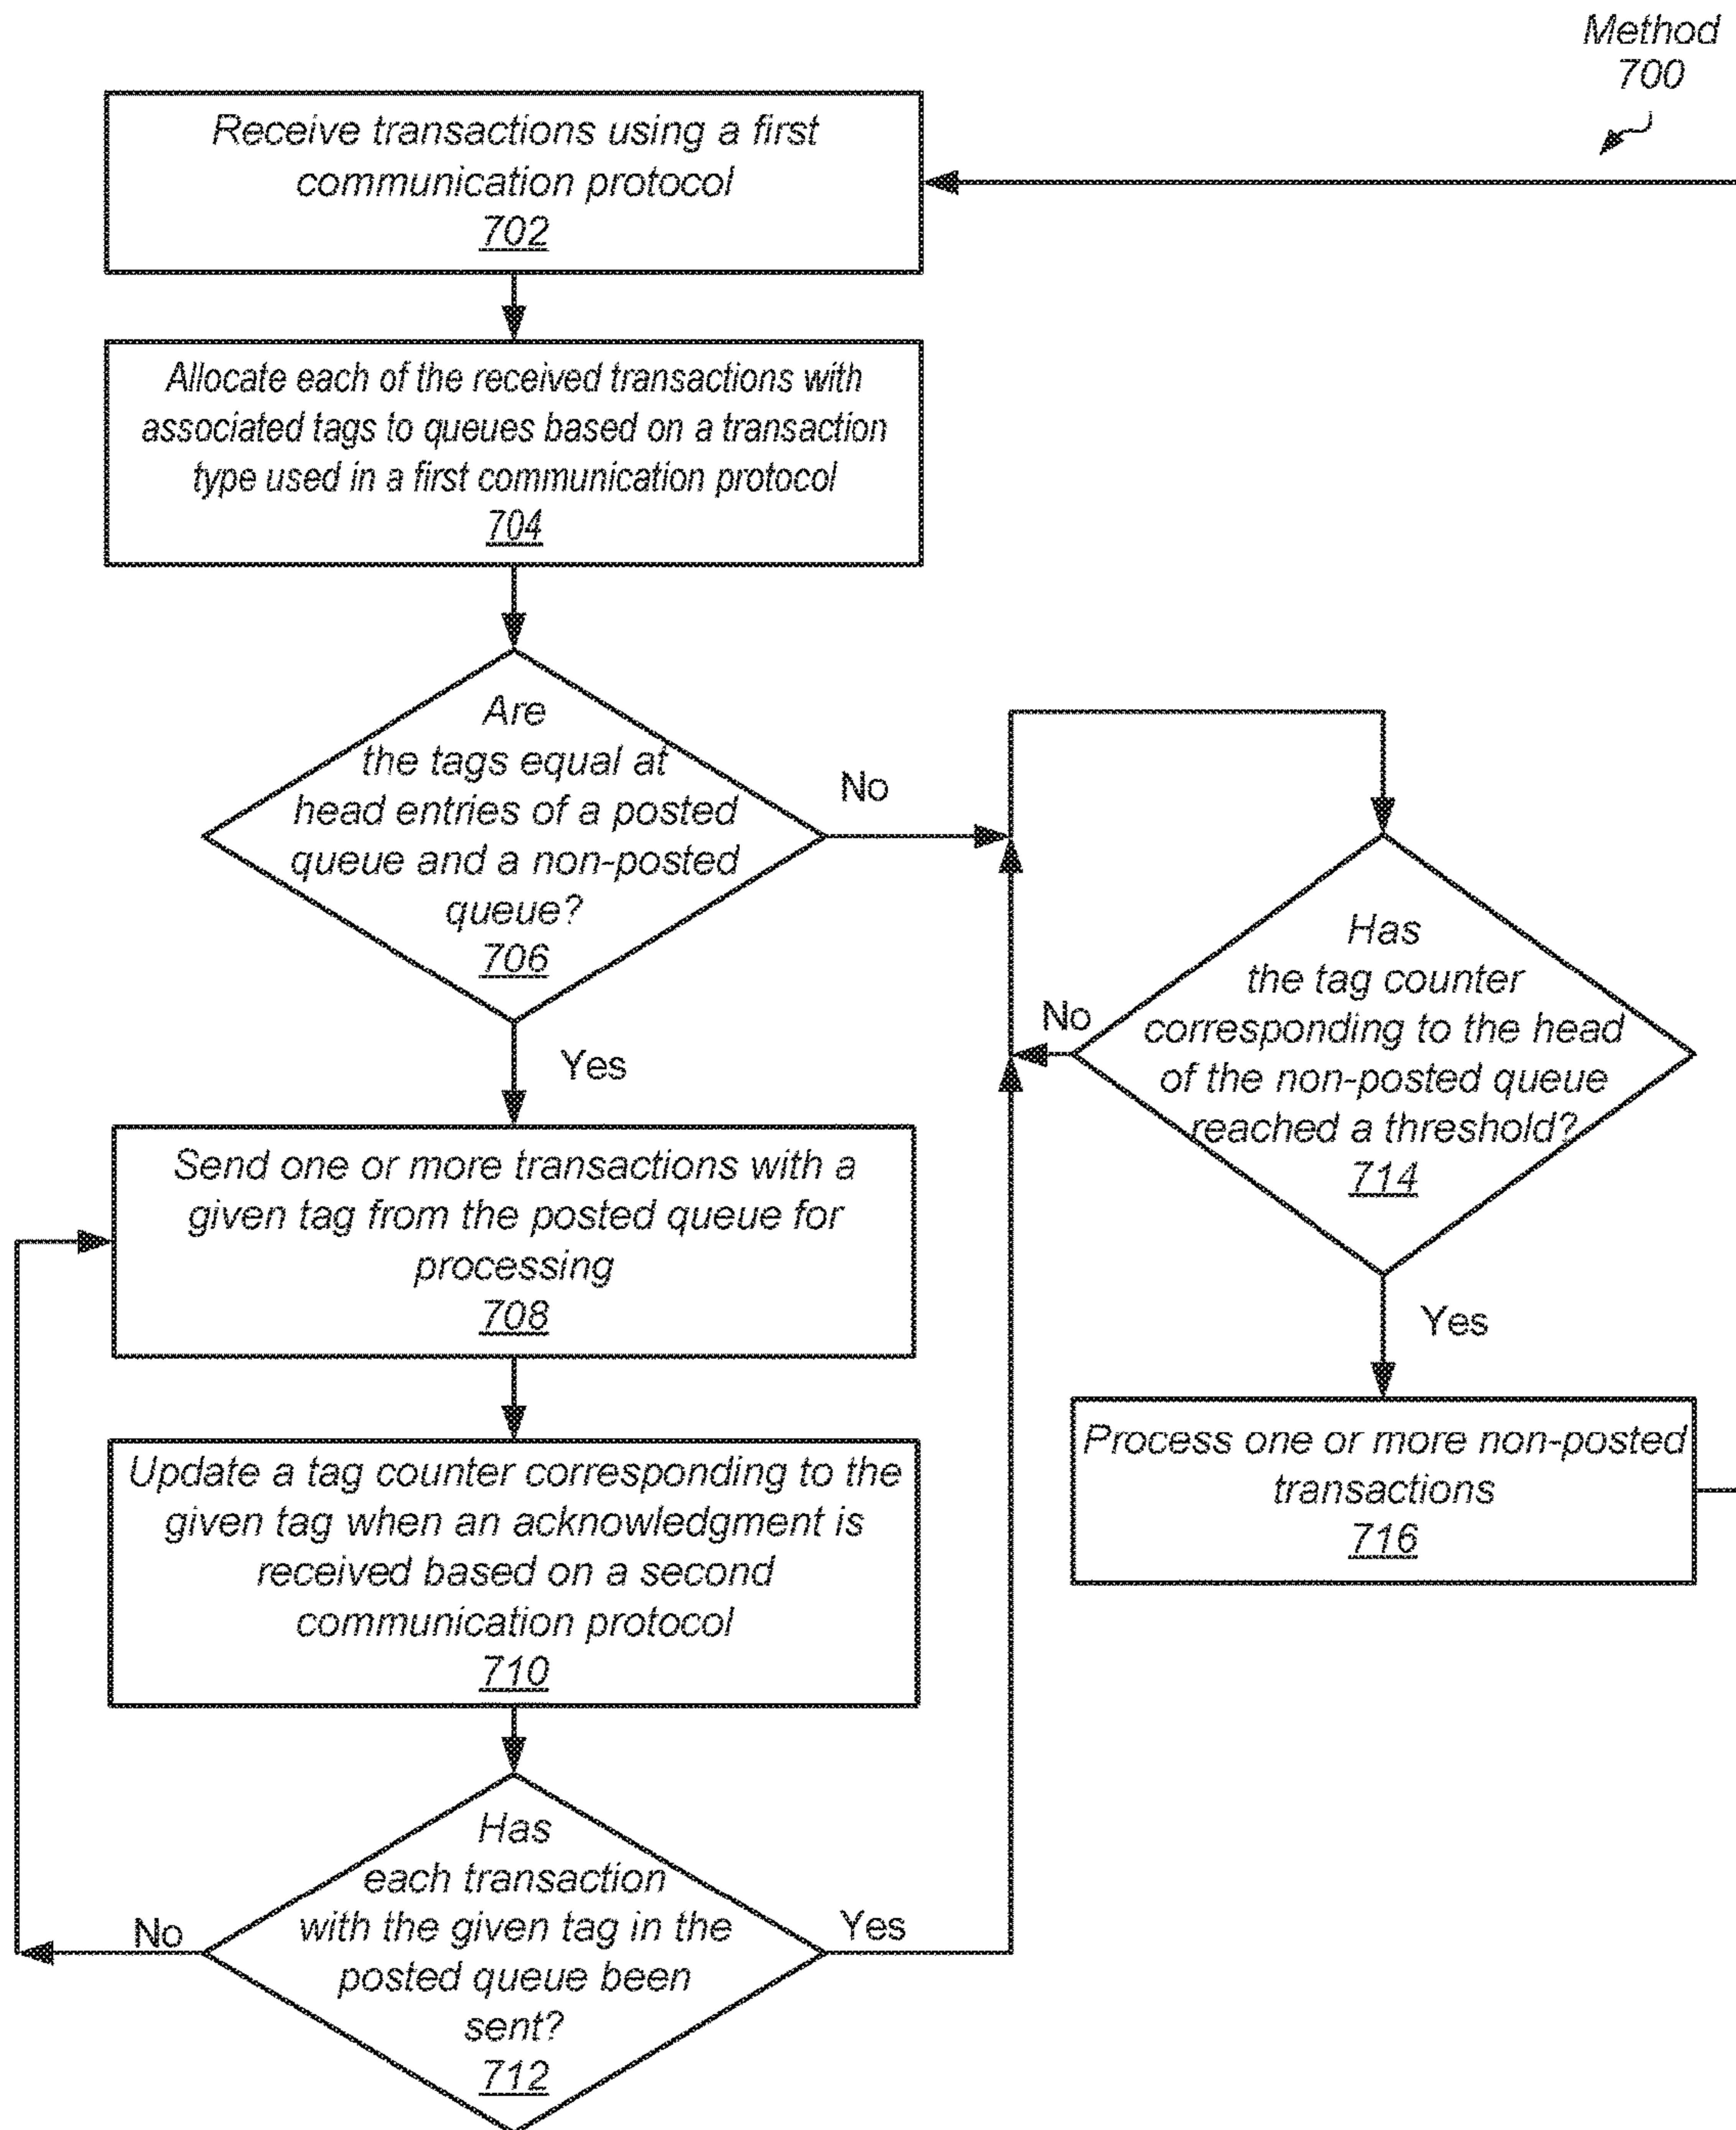 Method
700
Receive transactions using a first
communication protocol
702
Allocate each of the received transactions with
associated tags to queues based on a transaction
type used in a first communication protocol
704
Are
the tags equal at
head entries of a posted
queue and a non-posted
queue?
706
No
Yes
Send one or more transactions with a
given tag from the posted queue for
processing
708
Update a tag counter corresponding to the
given tag when an acknowledgment is
received based on a second
communication protocol
710
Has
each transaction
with the given tag in the
posted queue been
sent?
712
No
Yes
Has
the tag counter
corresponding to the head
of the non-posted queue
reached a threshold?
714
No
Yes
Process one or more non-posted
transactions
716